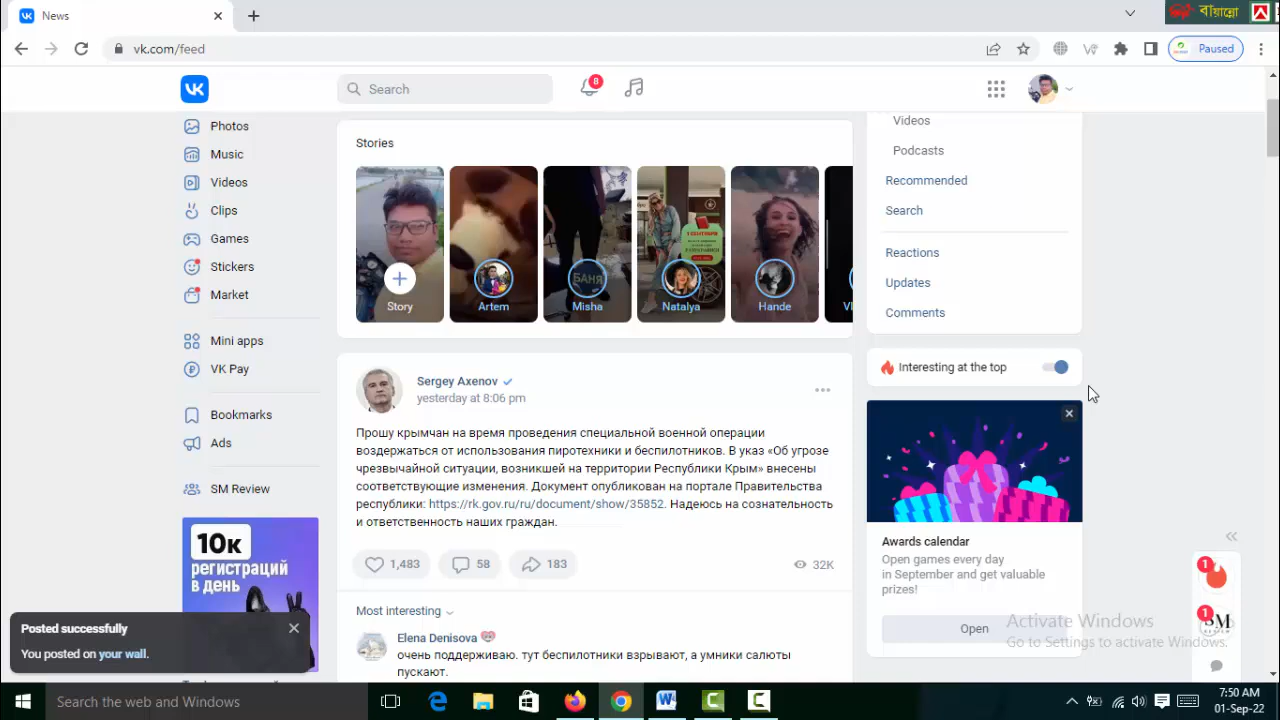 News
বায়ান্নো
vk.com/feed
Paused
Search
8
Photos
Music
Videos
Clips
Games
Stickers
Market
Mini apps
VK Pay
Bookmarks
Ads
SM Review
10к
регистраций
в день
Posted successfully
You posted on your wall.
Stories
Story
Artem
БАНЯ
Misha
Natalya
Hande
Sergey Axenov
yesterday at 8:06 pm
Прошу крымчан на время проведения специальной военной операции
воздержаться от использования пиротехники и беспилотников. В указ «Об угрозе
чрезвычайной ситуации, возникшей на территории Республики Крым» внесены
соответствующие изменения. Документ опубликован на портале Правительства
республики: https://rk.gov.ru/ru/document/show/35852. Надеюсь на сознательность
и ответственность наших граждан.
1,483
58
183
32K
Most interesting
Elena Denisova
очень поддерживаю. тут беспилотники взрывают, а умники салюты
пускают.
Videos
Podcasts
Recommended
Search
Reactions
Updates
Comments
Interesting at the top
Awards calendar
Open games every day
in September and get valuable
prizes!
Open
1
1
SM
Activate Windows
Go to Settings to activate Windows.
Search the web and Windows
7:50 AM
01-Sep-22